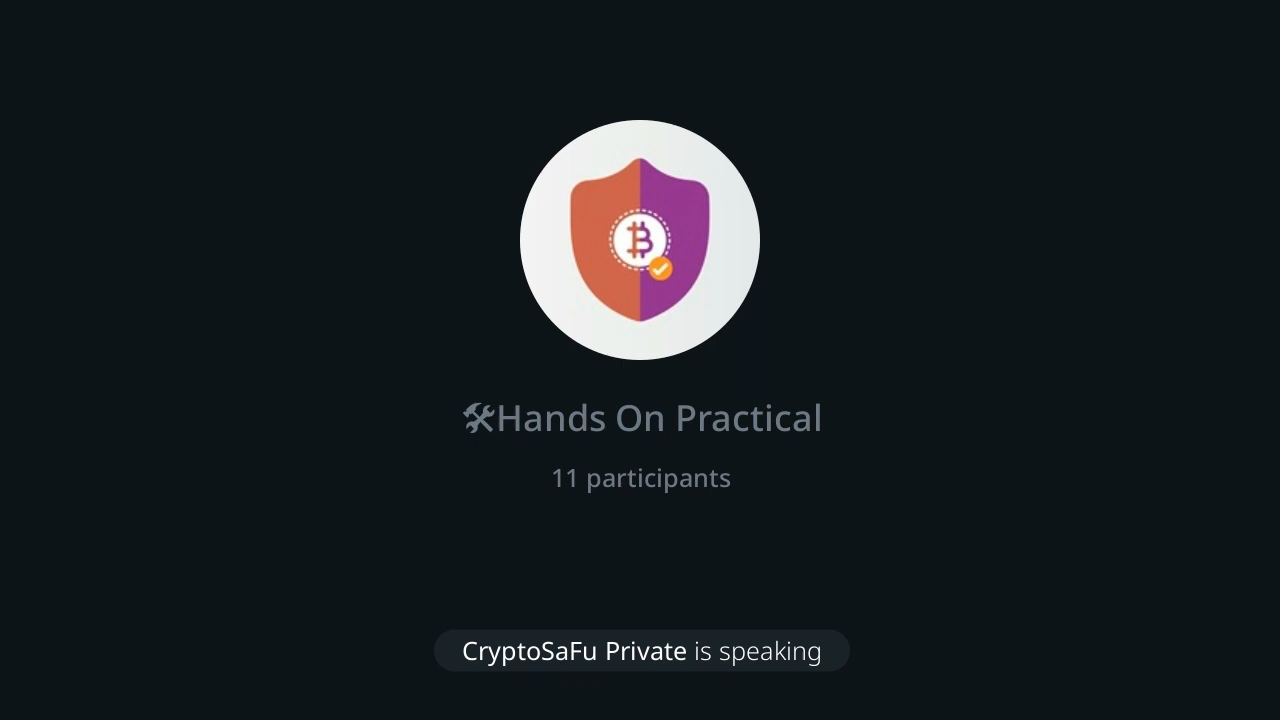 🛠Hands On Practical
11 participants
CryptoSaFu Private is speaking